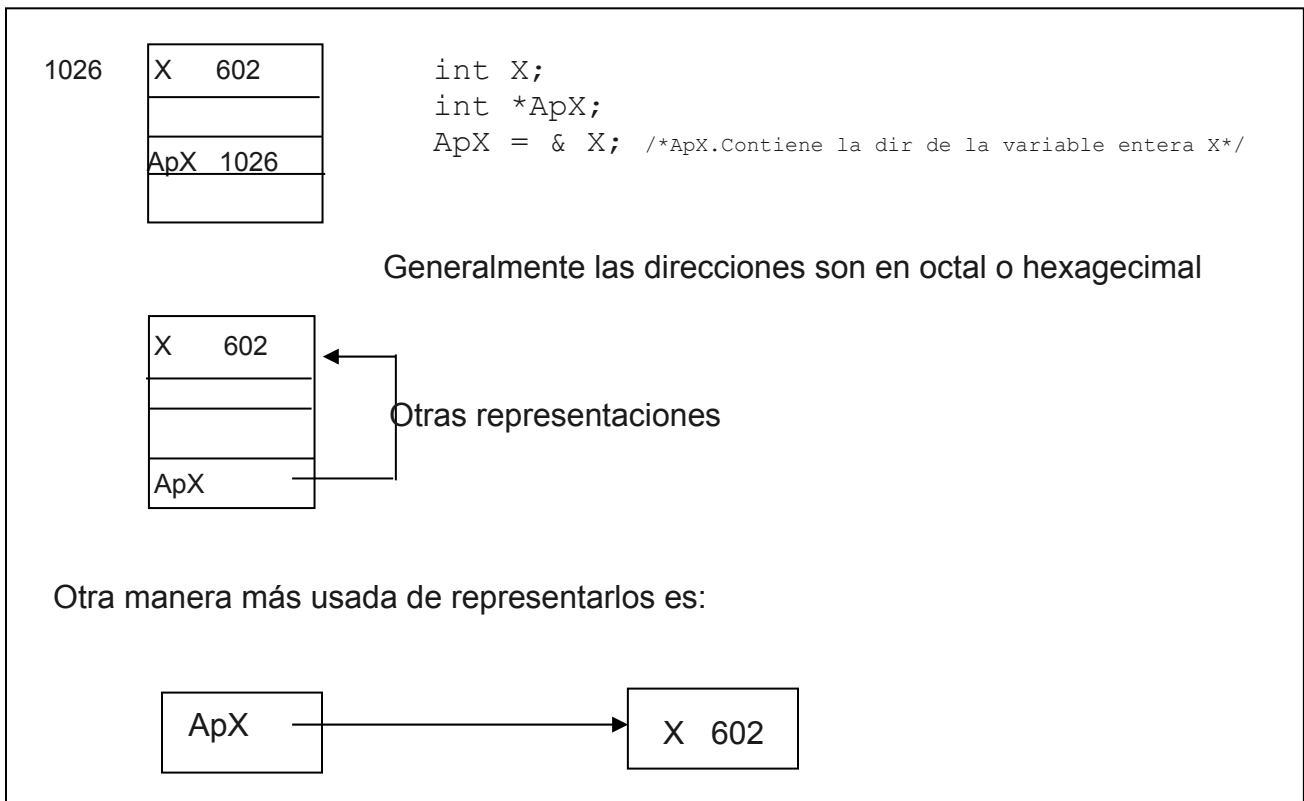 1026 X 602 int X;
int *ApX;
ApX 1026 ApX = & X; /*ApX.Contiene la dir de la variable entera X*/
Generalmente las direcciones son en octal o hexagecimal
X 602
Otras representaciones
ApX
Otra manera más usada de representarlos es:
ApX X 602